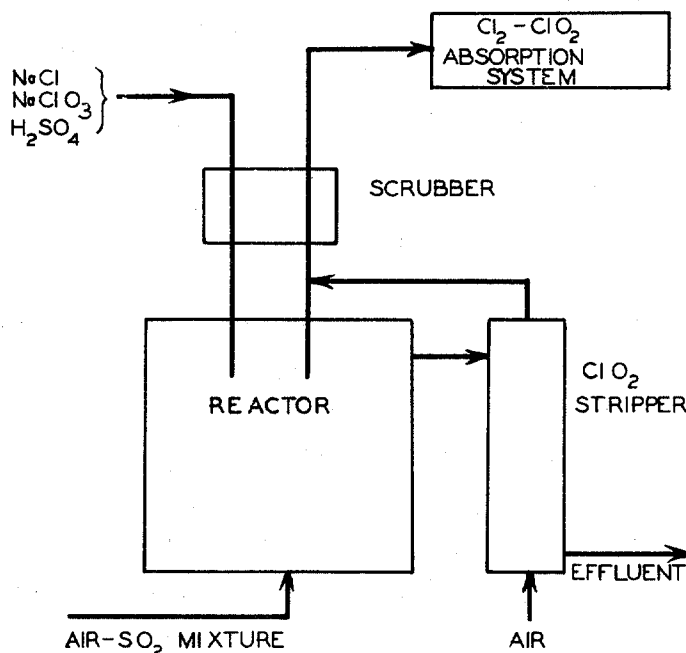 Cl₂-ClO₂
ABSORPTION
SYSTEM
NaCl
NaClO₃
H₂SO₄
SCRUBBER
REACTOR
ClO₂
STRIPPER
EFFLUENT
AIR-SO₂ MIXTURE
AIR